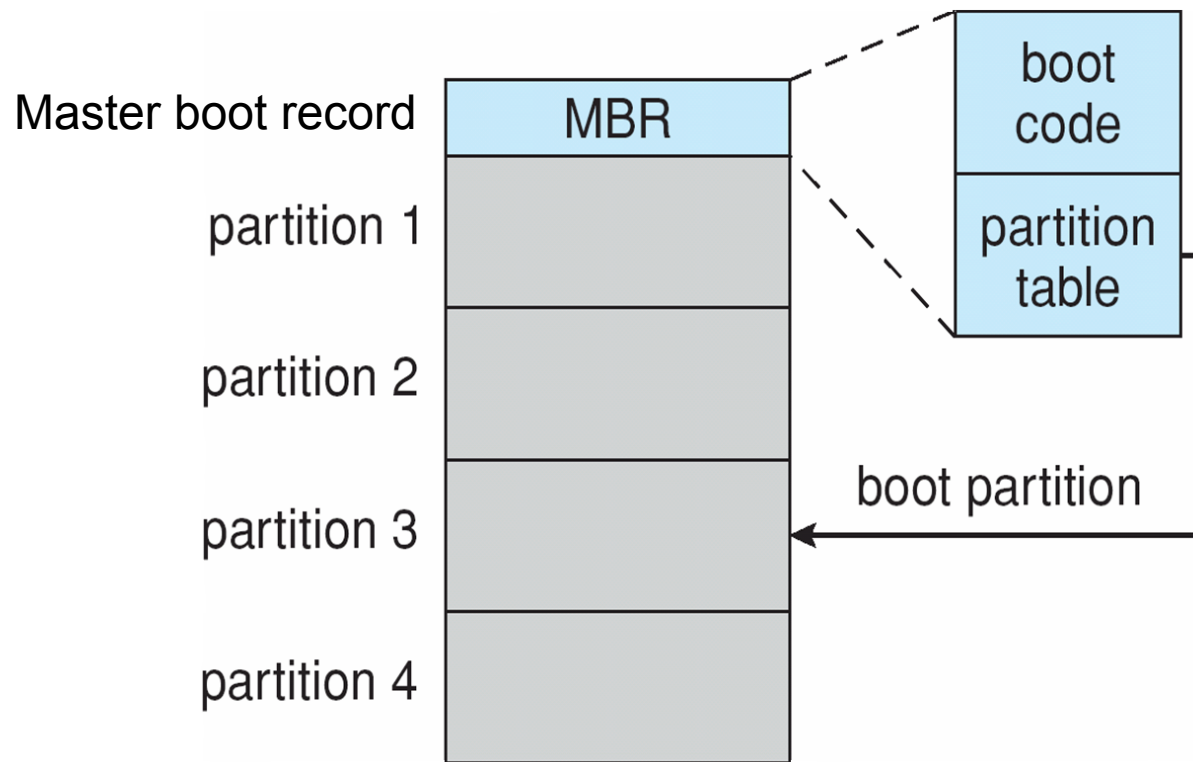 Master boot record
MBR
boot
code
partition
table
partition 1
partition 2
boot partition
partition 3
partition 4